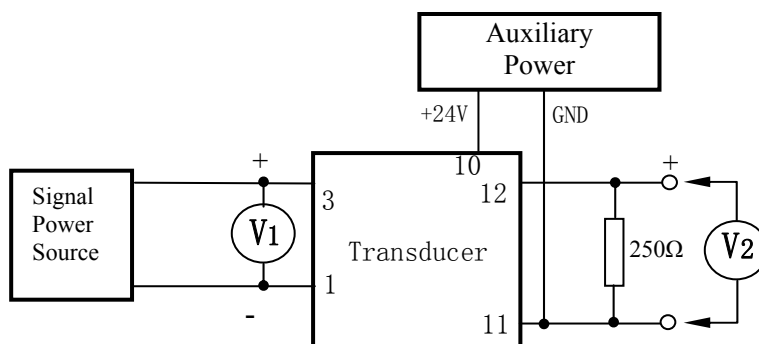 Auxiliary
Power
+24V
GND
10
+
+
Signal
Power
Source
3
12
V1
Transducer
250Ω
V2
1
-
11